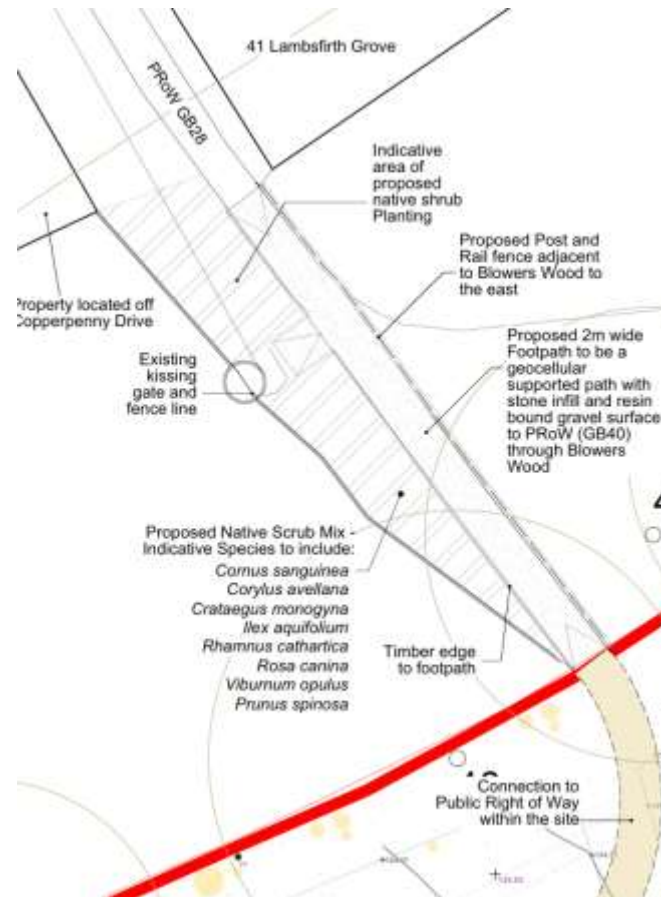 41 Lambsfirth Grove
PRoW GB28
Indicative
area of
proposed
native shrub
Planting
Proposed Post and
Rail fence adjacent
to Blowers Wood to
the east
Property located off
Copperpenny Drive
Existing
kissing
gate and
fence line
Proposed 2m wide
Footpath to be a
geocellular
supported path with
stone infill and resin
bound gravel surface
to PRoW (GB40)
through Blowers
Wood
Proposed Native Scrub Mix -
Indicative Species to include:
Cornus sanguinea
Corylus avellana
Crataegus monogyna
Ilex aquifolium
Rhamnus cathartica
Rosa canina
Viburnum opulus
Prunus spinosa
Timber edge
to footpath
Connection to
Public Right of Way
within the site